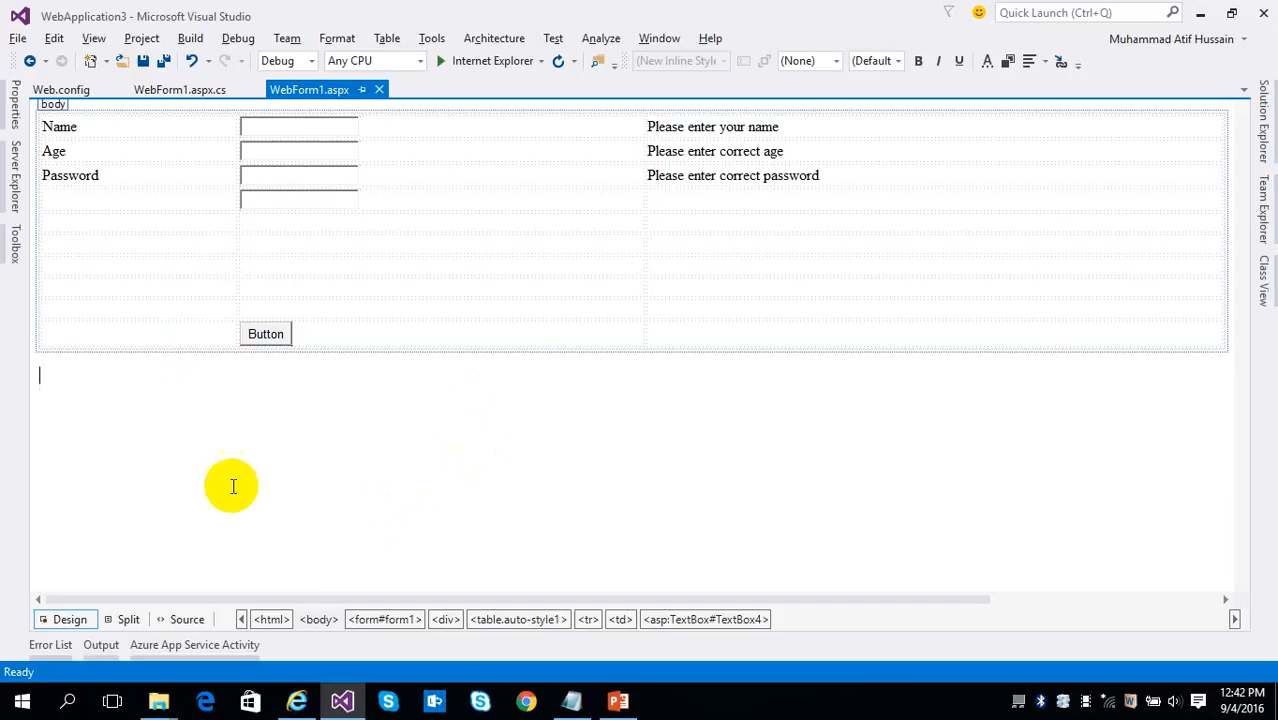 WebApplication3 - Microsoft Visual Studio
Quick Launch (Ctrl+Q)
File Edit View Project Build Debug Team Format Table Tools Architecture Test Analyze Window Help
Muhammad Atif Hussain
Debug Any CPU Internet Explorer (New Inline Style (None) (Default B I U A
Web.config WebForm1.aspx.cs WebForm1.aspx
body
Name Please enter your name
Age Please enter correct age
Password Please enter correct password
Button
Properties
Server Explorer
Toolbox
Solution Explorer
Team Explorer
Class View
Design Split Source <html> <body> <form#form1> <div> <table.auto-style1> <tr> <td> <asp:TextBox#TextBox4>
Error List Output Azure App Service Activity
Ready
12:42 PM
9/4/2016